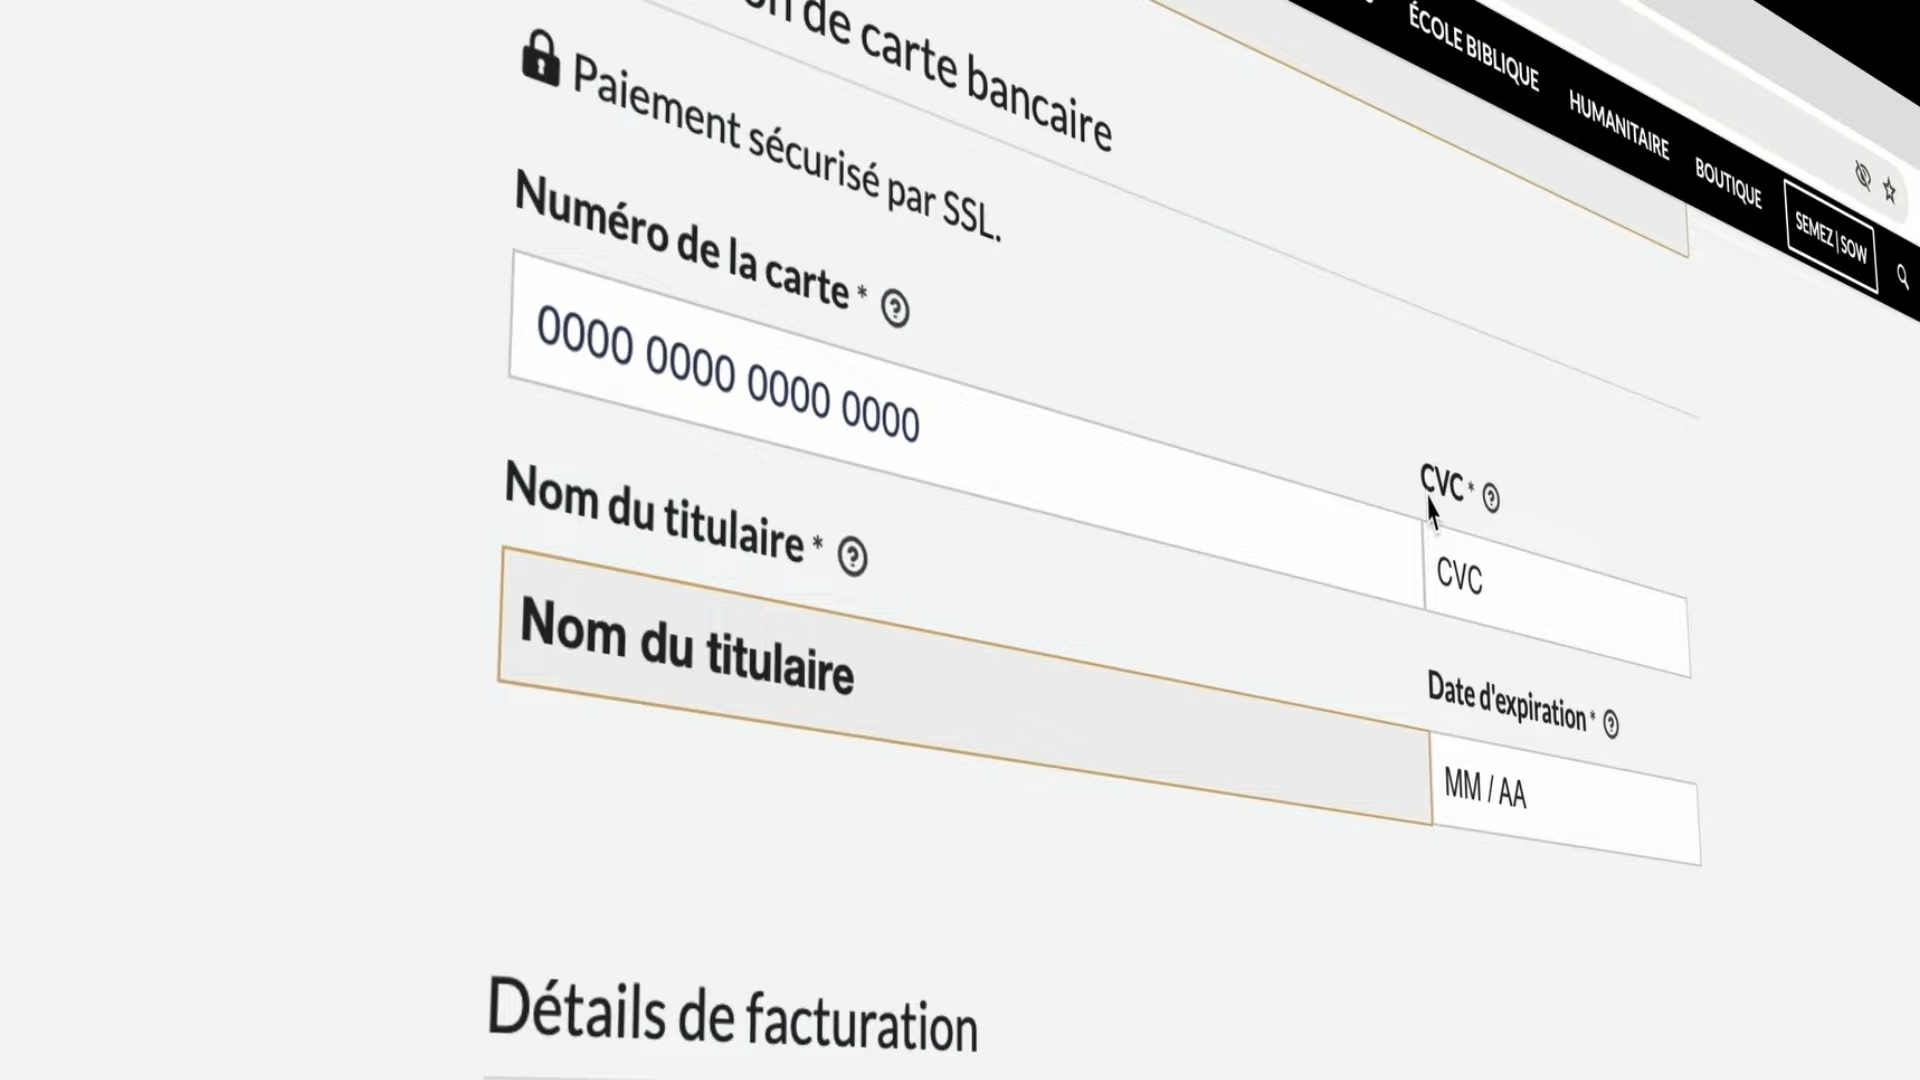 ÉCOLE BIBLIQUE
HUMANITAIRE
BOUTIQUE
SEMEZ | SOW
de carte bancaire
Paiement sécurisé par SSL.
Numéro de la carte *
0000 0000 0000 0000
CVC *
CVC
Nom du titulaire *
Nom du titulaire
Date d'expiration *
MM / AA
Détails de facturation